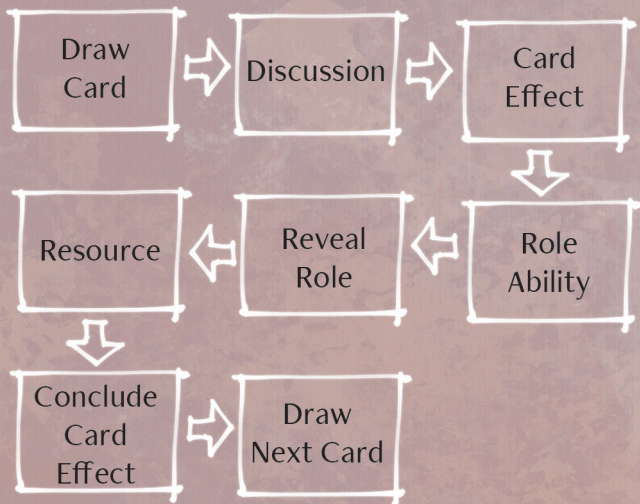 Draw
Card
Discussion
Card
Effect
Role
Ability
Reveal
Role
Resource
Conclude
Card
Effect
Draw
Next Card